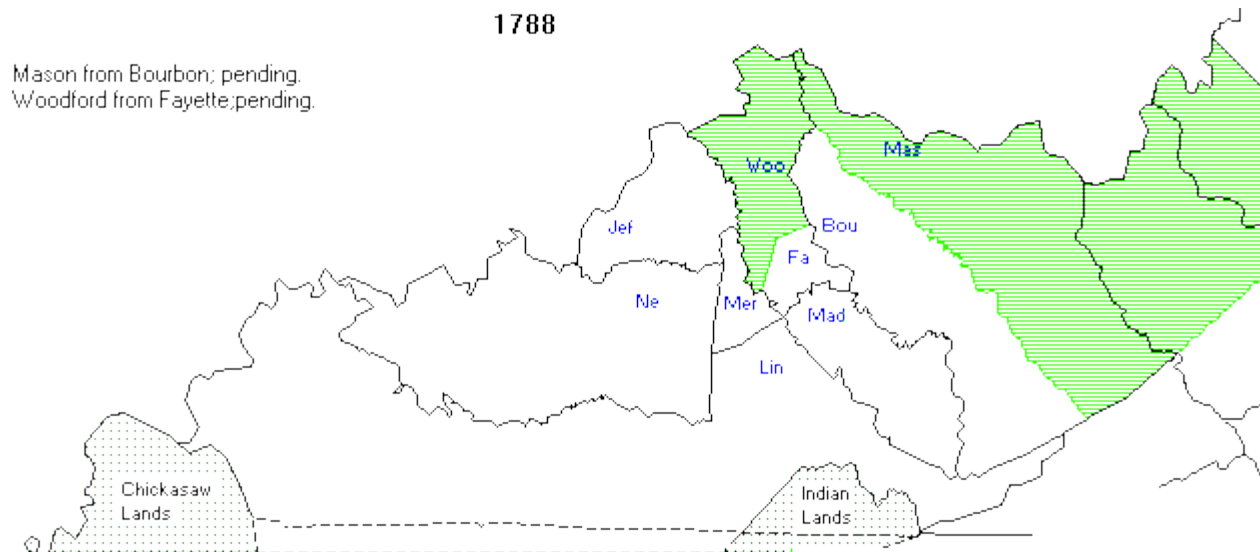 1788
Mason from Bourbon; pending.
Woodford from Fayette;pending.
Woo
Mas
Jef
Bou
Fa
Ne
Mer
Mad
Lin
Chickasaw
Lands
Indian
Lands